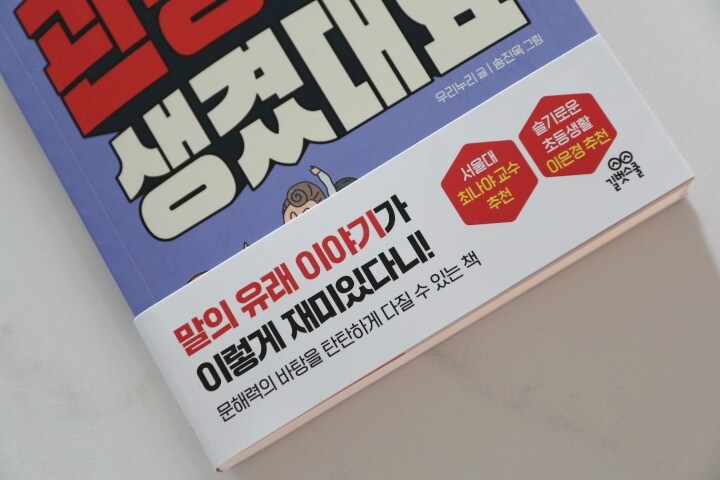 생겼대요
우리누리 글 | 송진욱 그림
서울대
최나야 교수
추천
슬기로운
초등생활
이은경 추천
길벗스쿨
말의 유래 이야기가
이렇게 재미있다니!
문해력의 바탕을 탄탄하게 다질 수 있는 책